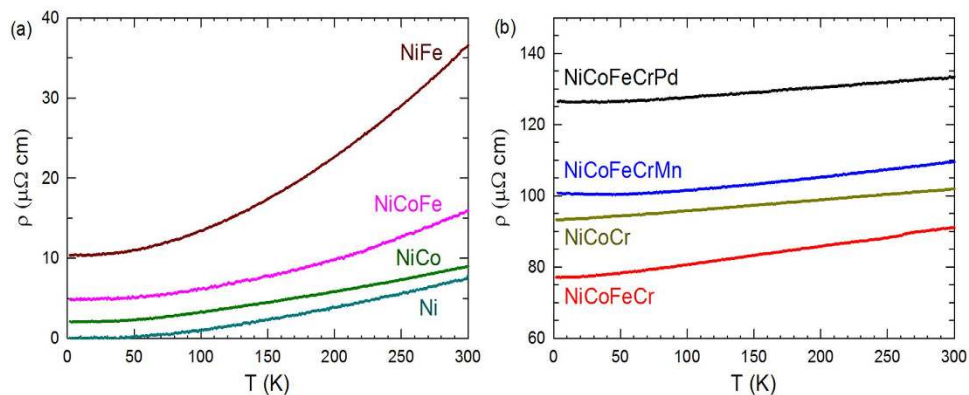 (a)
40
30
20
10
0
ρ (μΩ cm)
NiFe
NiCoFe
NiCo
Ni
0 50 100 150 200 250 300
T (K)
(b)
140
120
100
80
60
ρ (μΩ cm)
NiCoFeCrPd
NiCoFeCrMn
NiCoCr
NiCoFeCr
0 50 100 150 200 250 300
T (K)